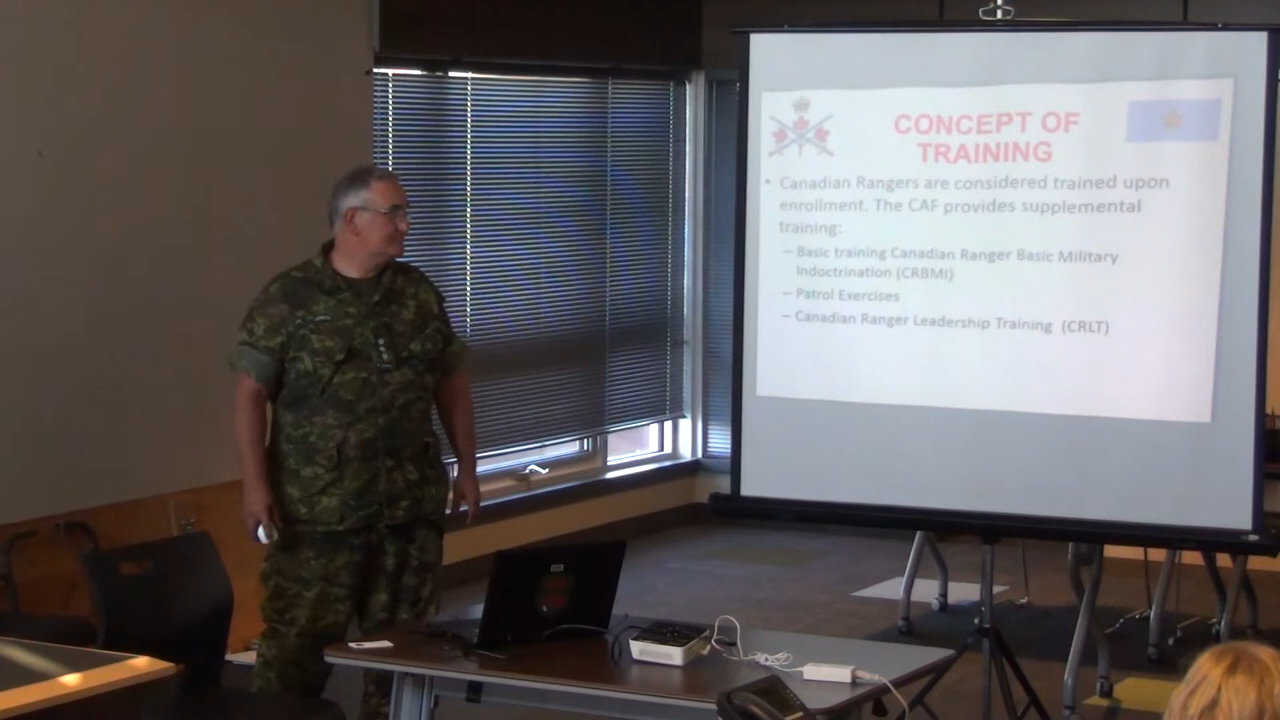 CONCEPT OF
TRAINING
• Canadian Rangers are considered trained upon
enrollment. The CAF provides supplemental
training:
– Basic training Canadian Ranger Basic Military
Indoctrination (CRBMI)
– Patrol Exercises
– Canadian Ranger Leadership Training (CRLT)